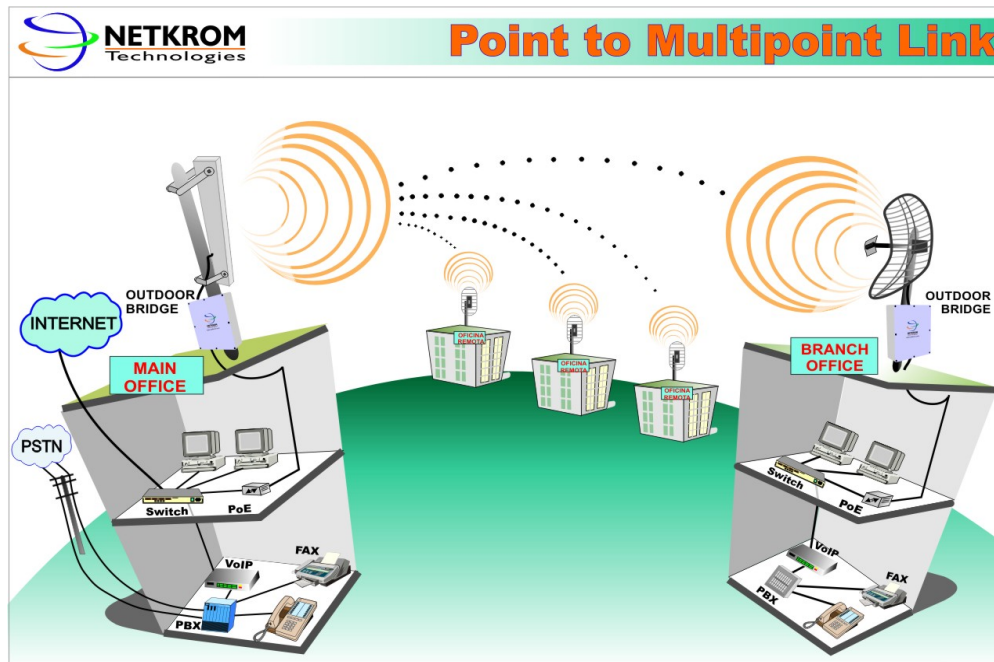 NETKROM
Technologies
Point to Multipoint Link
OUTDOOR
BRIDGE
NETKROM
INTERNET
MAIN
OFFICE
PSTN
Switch
PoE
VoIP
FAX
PBX
OFICINA
REMOTA
OFICINA
REMOTA
OFICINA
REMOTA
OUTDOOR
BRIDGE
BRANCH
OFFICE
Switch
PoE
VoIP
FAX
PBX